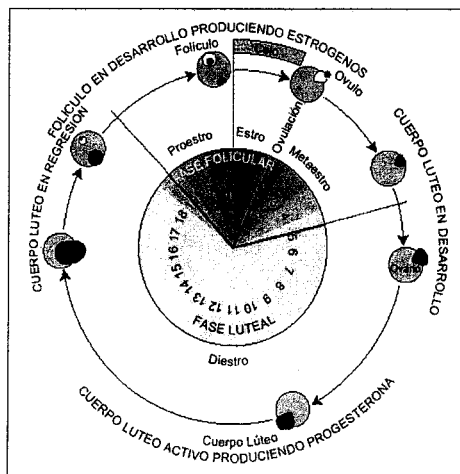 FOLICULO EN DESARROLLO PRODUCIENDO ESTROGENOS
Folículo
Ovulo
Ovulación
Proestro
Estro
Metaestro
FASE FOLICULAR
CUERPO LUTEO EN DESARROLLO
CUERPO LUTEO EN REGRESION
Ovario
5 6 7 8 9 10 11 12 13 14 15 16 17 18
FASE LUTEAL
Diestro
Cuerpo Lúteo
CUERPO LUTEO ACTIVO PRODUCIENDO PROGESTERONA